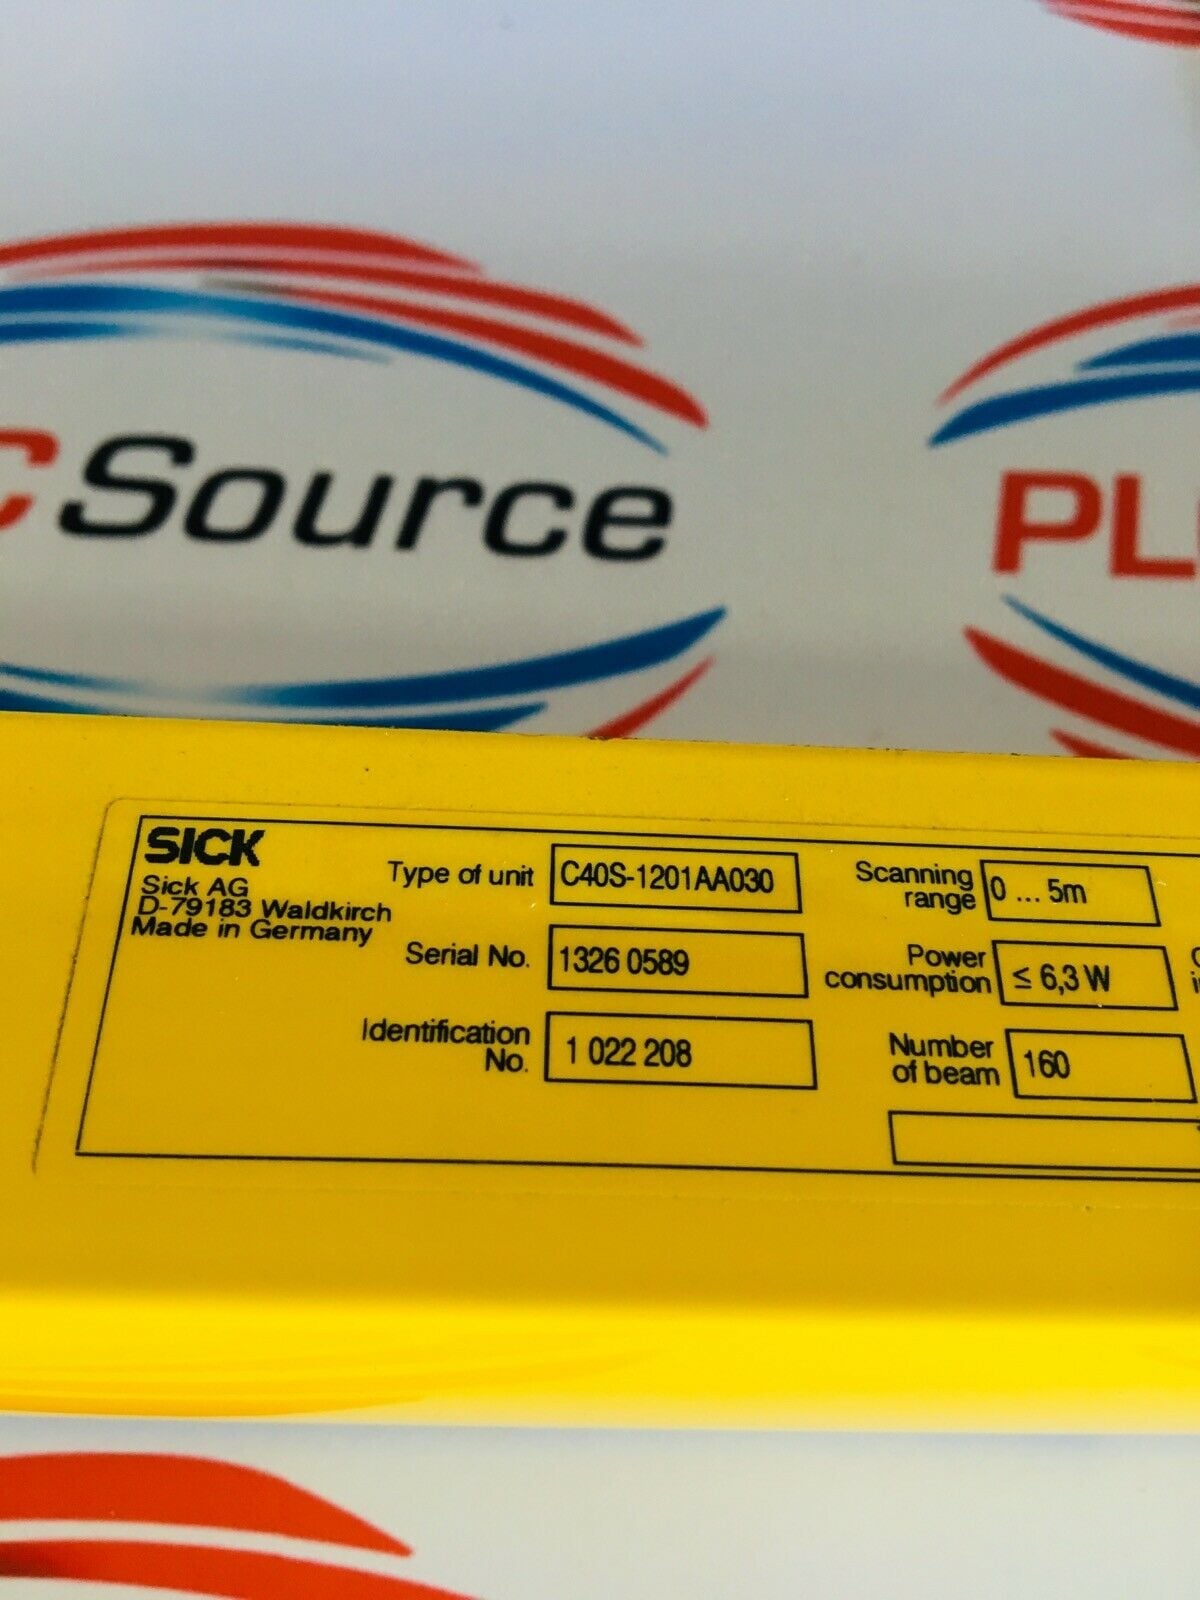 CSource
PL
SICK
Sick AG
D-79183 Waldkirch
Made in Germany
Type of unit C40S-1201AA030
Serial No. 1326 0589
Identification
No. 1 022 208
Scanning
range 0 ... 5m
Power
consumption ≤ 6,3 W
Number
of beam 160